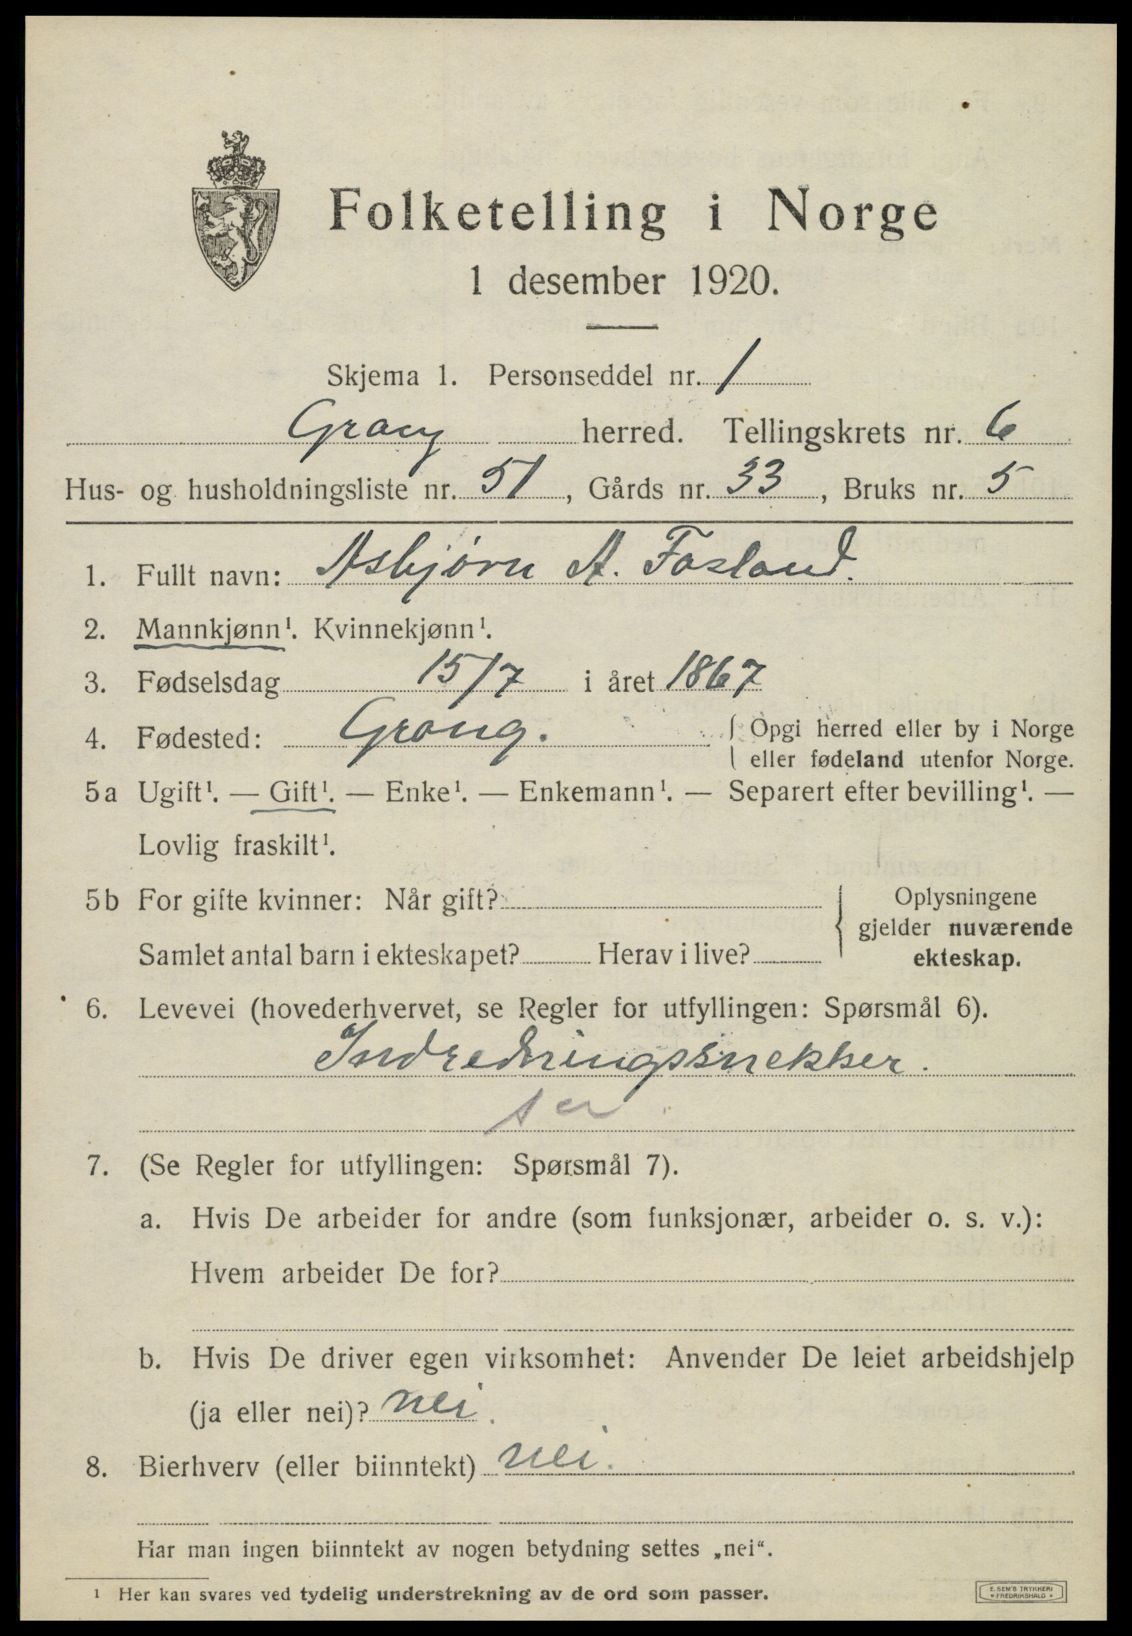 Folketelling i Norge
1 desember 1920.
Skjema 1. Personseddel nr. 1
Grong herred. Tellingskrets nr. 6
Hus- og husholdningsliste nr. 51, Gårds nr. 33, Bruks nr. 5
1. Fullt navn: Asbjørn A. Fosland.
2. Mannkjønn¹. Kvinnekjønn¹.
3. Fødselsdag 15/7 i året 1867
4. Fødested: Grong. { Opgi herred eller by i Norge
eller fødeland utenfor Norge.
5a Ugift¹. — Gift¹. — Enke¹. — Enkemann¹. — Separert efter bevilling¹. —
Lovlig fraskilt¹.
5b For gifte kvinner: Når gift?
Samlet antal barn i ekteskapet? Herav i live?
{ Oplysningene
gjelder nuværende
ekteskap.
6. Levevei (hovederhvervet, se Regler for utfyllingen: Spørsmål 6).
Indredningssnekker.
7. (Se Regler for utfyllingen: Spørsmål 7).
a. Hvis De arbeider for andre (som funksjonær, arbeider o. s. v.):
Hvem arbeider De for?
b. Hvis De driver egen virksomhet: Anvender De leiet arbeidshjelp
(ja eller nei)? nei.
8. Bierhverv (eller biinntekt) nei.
Har man ingen biinntekt av nogen betydning settes „nei“.
¹ Her kan svares ved tydelig understrekning av de ord som passer.
E. SEM'S TRYKKERI
FREDRIKSHALD